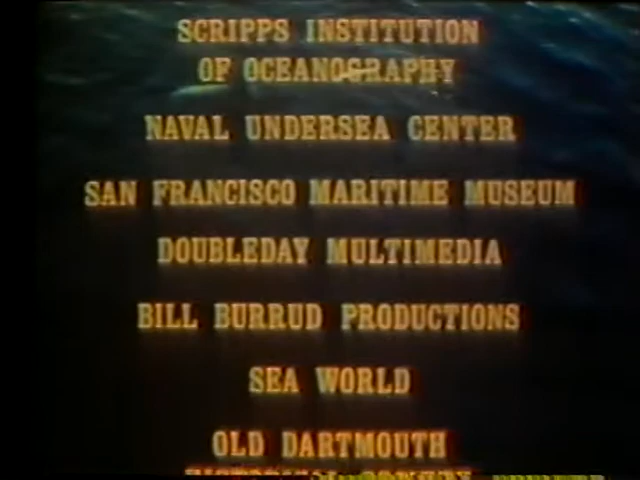 SCRIPPS INSTITUTION
OF OCEANOGRAPHY
NAVAL UNDERSEA CENTER
SAN FRANCISCO MARITIME MUSEUM
DOUBLEDAY MULTIMEDIA
BILL BURRUD PRODUCTIONS
SEA WORLD
OLD DARTMOUTH